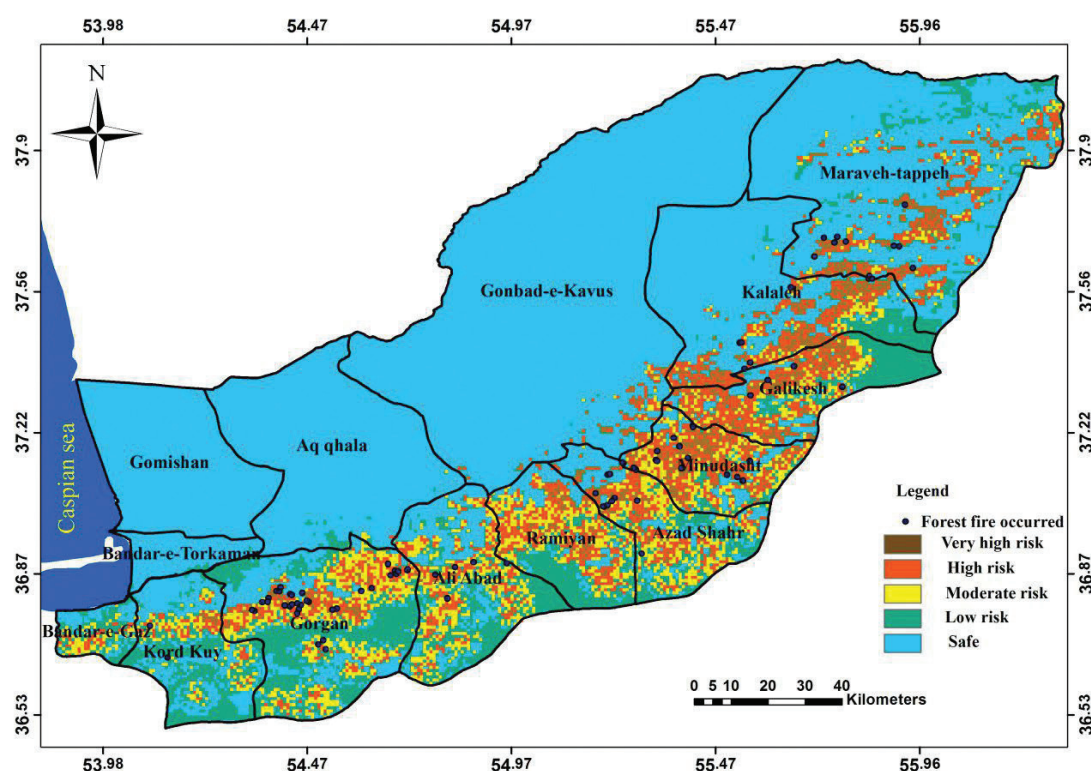 53.98 54.47 54.97 55.47 55.96
N
37.9 37.9
Maraveh-tappeh
37.56 37.56
Gonbad-e-Kavus
Kalaleh
Galikesh
37.22 37.22
Aq qhala
Gomishan
Minudasht
Caspian sea
Legend
Forest fire occurred
Very high risk
High risk
Moderate risk
Low risk
Safe
Ramiyan
Azad Shahr
Bandar-e-Torkaman
36.87 36.87
Ali Abad
Gorgan
Bandar-e-Gaz
Kord Kuy
0 5 10 20 30 40
Kilometers
36.53 36.53
53.98 54.47 54.97 55.47 55.96